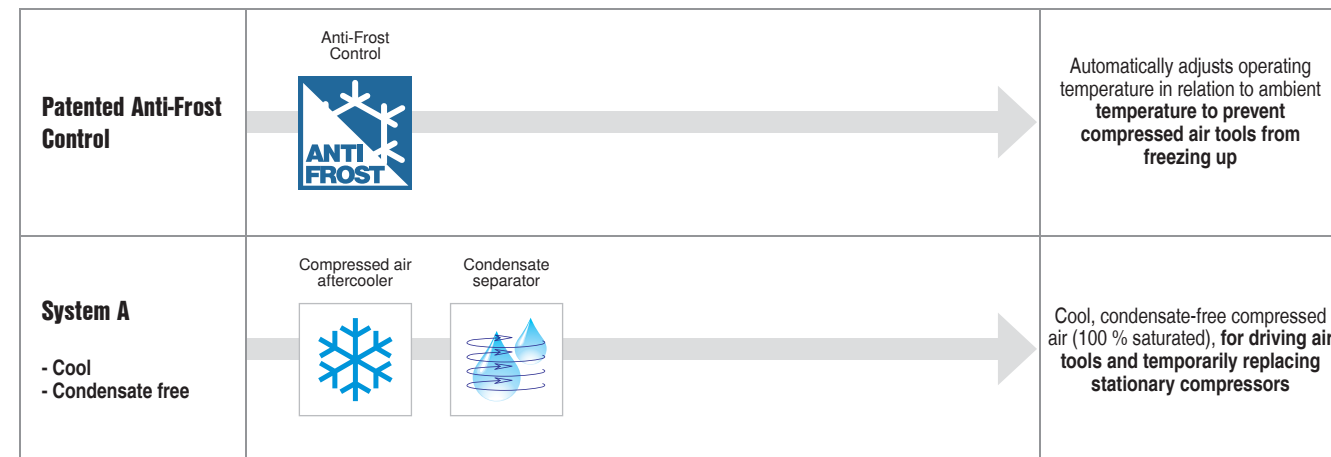 Anti-Frost
Control
Patented Anti-Frost
Control
ANTI
FROST
Automatically adjusts operating
temperature in relation to ambient
temperature to prevent
compressed air tools from
freezing up
Compressed air
aftercooler
Condensate
separator
System A
- Cool
- Condensate free
Cool, condensate-free compressed
air (100 % saturated), for driving air
tools and temporarily replacing
stationary compressors